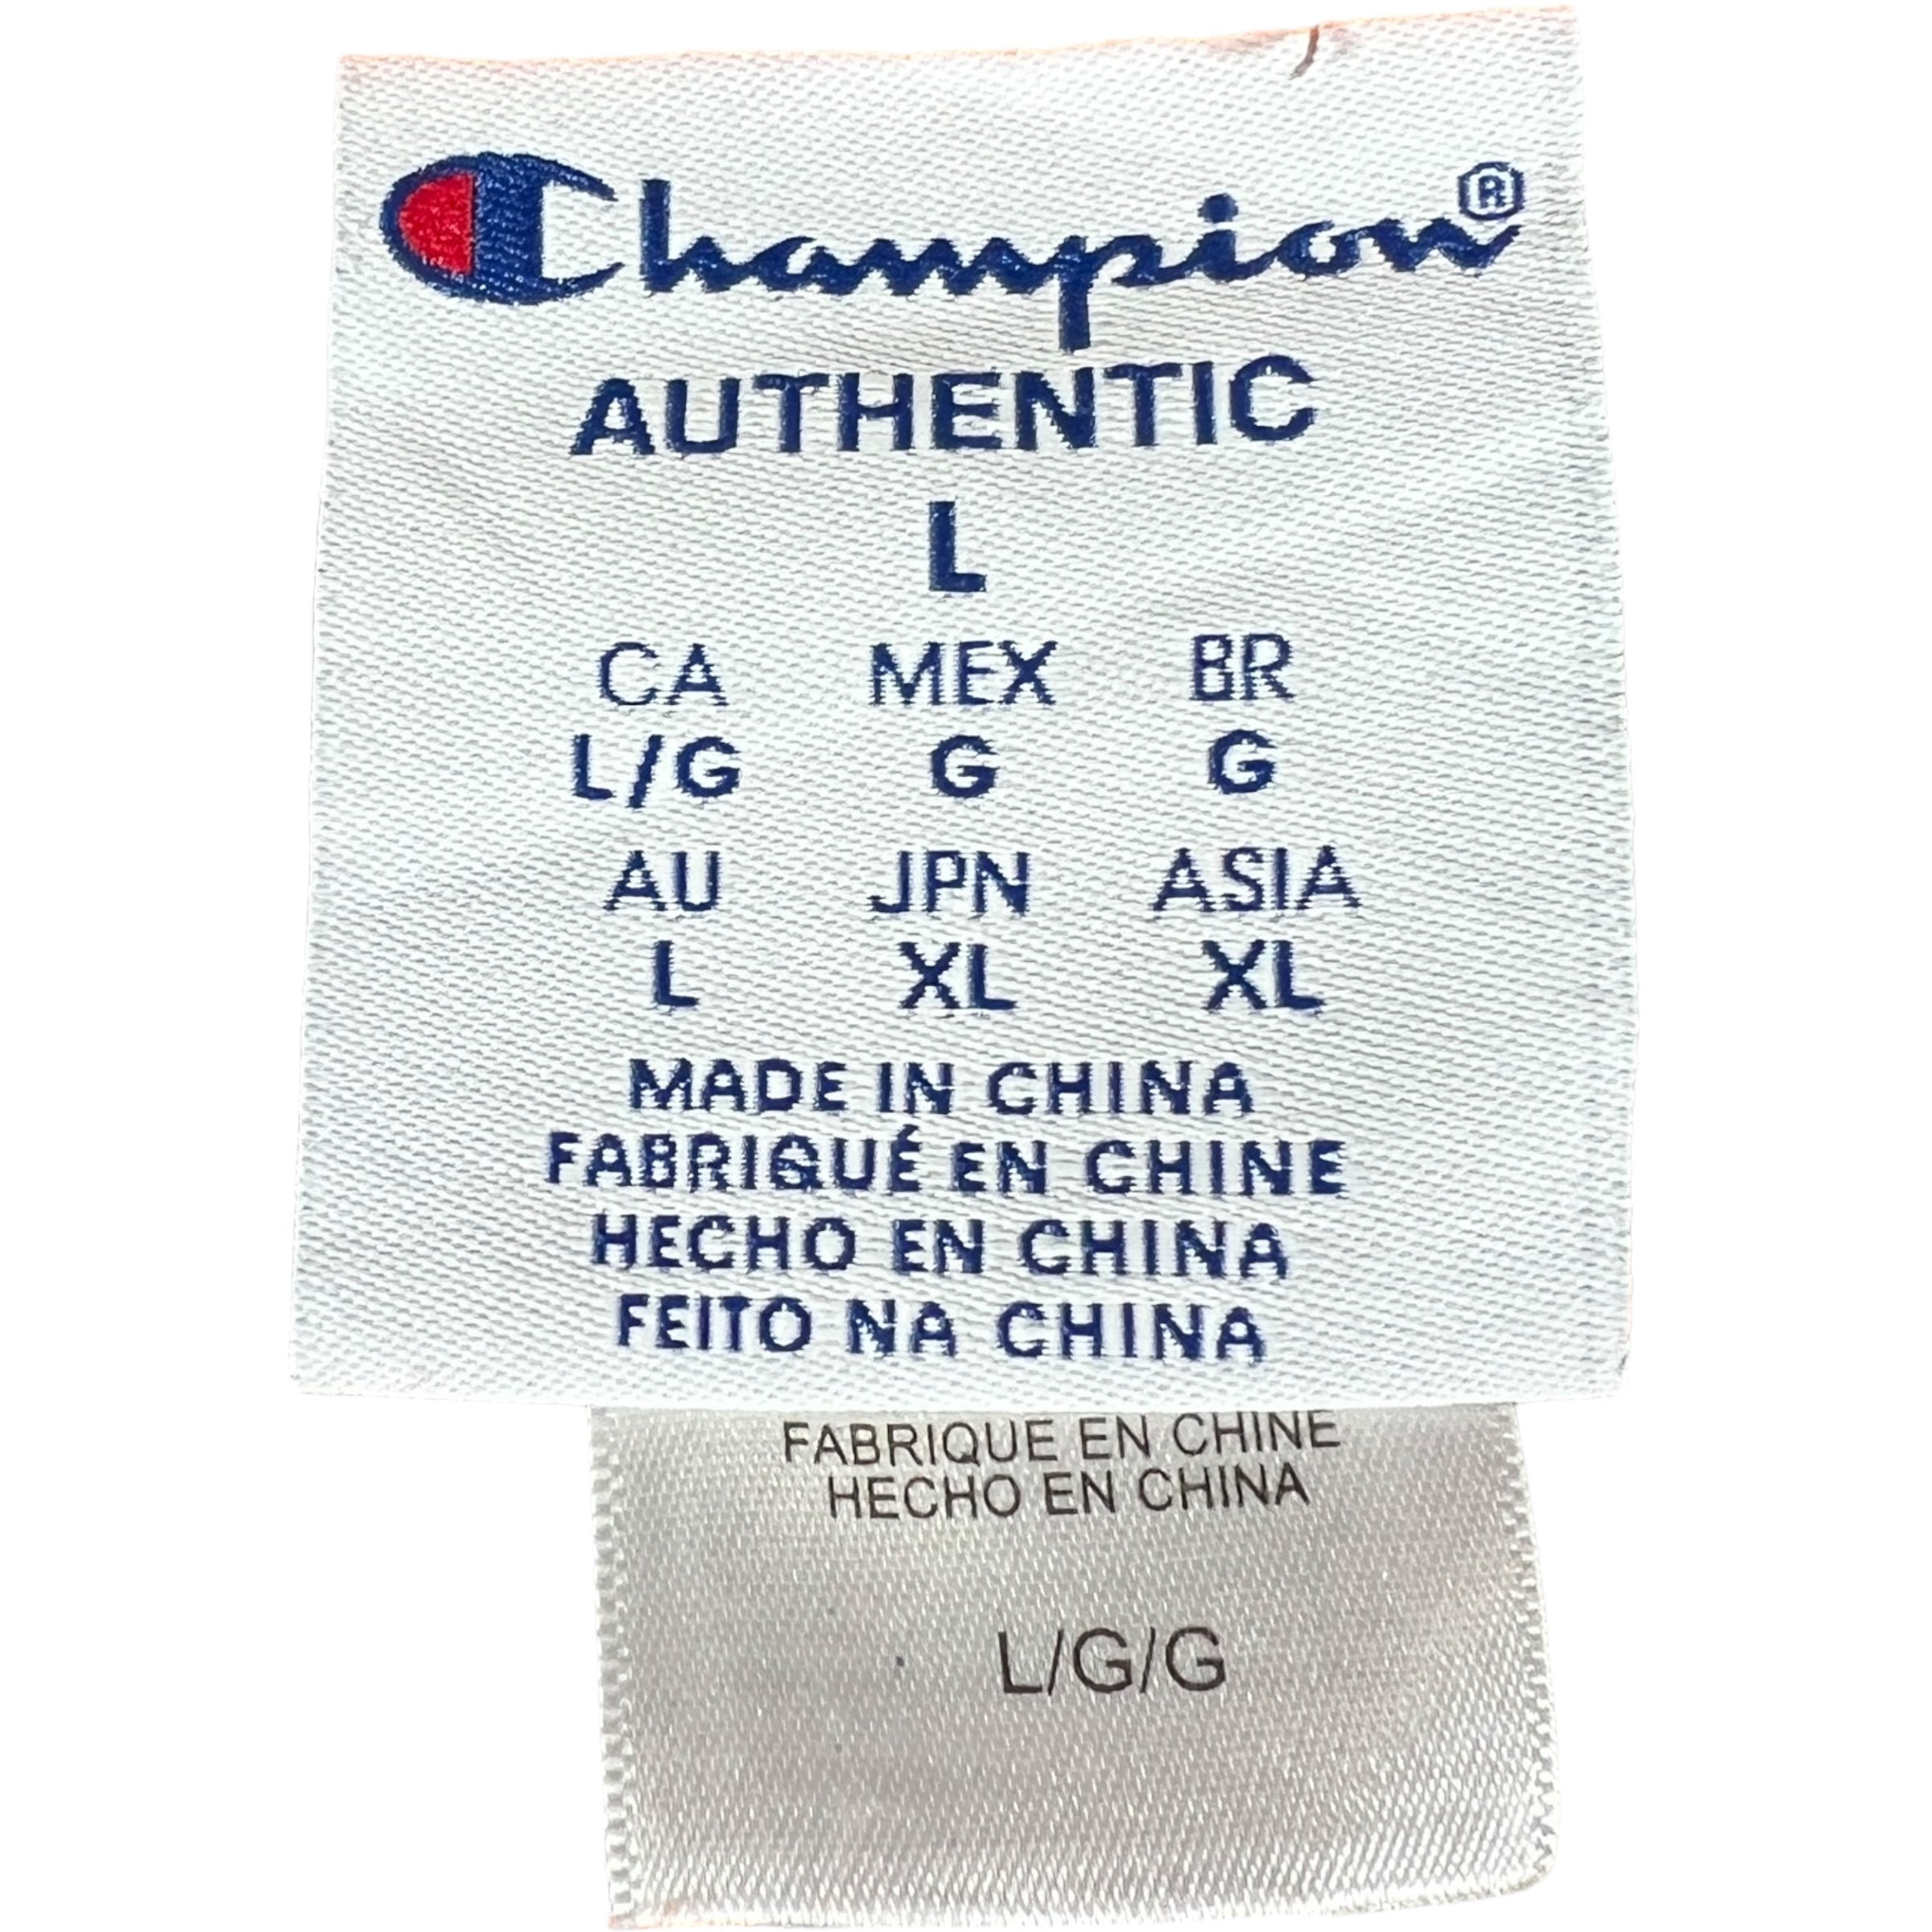 Champion®
AUTHENTIC
L
CA MEX BR
L/G G G
AU JPN ASIA
L XL XL
MADE IN CHINA
FABRIQUÉ EN CHINE
HECHO EN CHINA
FEITO NA CHINA
FABRIQUE EN CHINE
HECHO EN CHINA
L/G/G